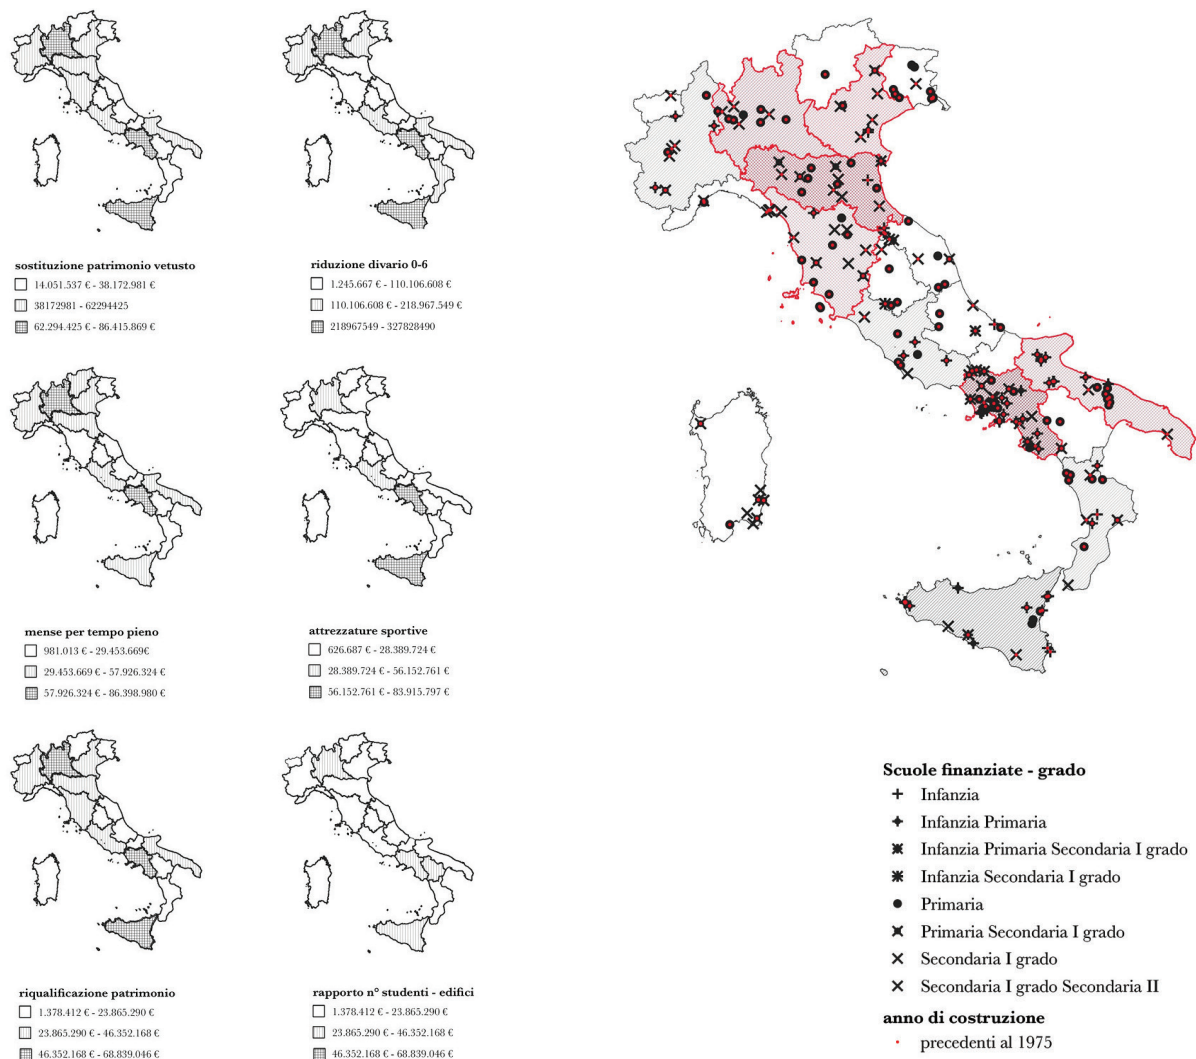 sostituzione patrimonio vetusto
14.051.537 € - 38.172.981 €
38172981 - 62294425
62.294.425 € - 86.415.869 €
riduzione divario 0-6
1.245.667 € - 110.106.608 €
110.106.608 € - 218.967.549 €
218967549 - 327828490
mense per tempo pieno
981.013 € - 29.453.669€
29.453.669 € - 57.926.324 €
57.926.324 € - 86.398.980 €
attrezzature sportive
626.687 € - 28.389.724 €
28.389.724 € - 56.152.761 €
56.152.761 € - 83.915.797 €
riqualificazione patrimonio
1.378.412 € - 23.865.290 €
23.865.290 € - 46.352.168 €
46.352.168 € - 68.839.046 €
rapporto n° studenti - edifici
1.378.412 € - 23.865.290 €
23.865.290 € - 46.352.168 €
46.352.168 € - 68.839.046 €
Scuole finanziate - grado
Infanzia
Infanzia Primaria
Infanzia Primaria Secondaria I grado
Infanzia Secondaria I grado
Primaria
Primaria Secondaria I grado
Secondaria I grado
Secondaria I grado Secondaria II
anno di costruzione
precedenti al 1975